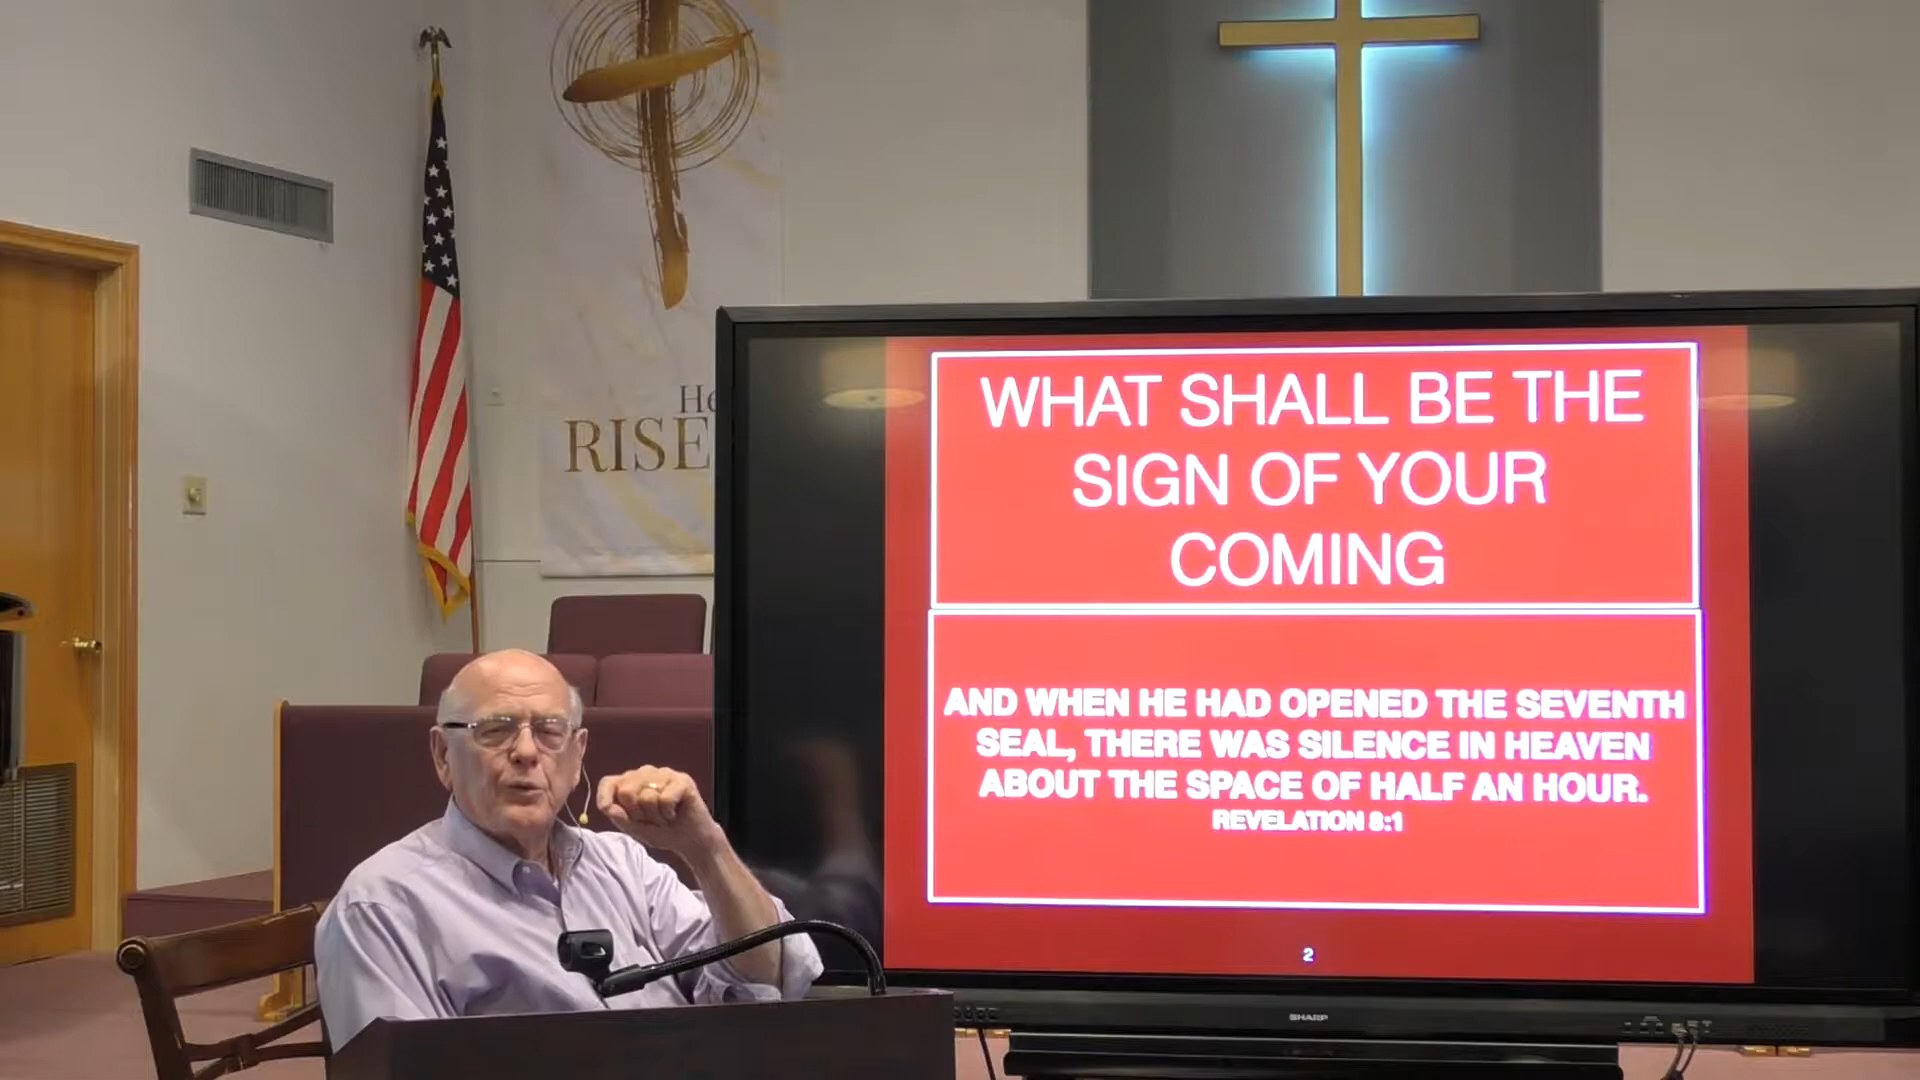 He
RISE
WHAT SHALL BE THE
SIGN OF YOUR
COMING
AND WHEN HE HAD OPENED THE SEVENTH
SEAL, THERE WAS SILENCE IN HEAVEN
ABOUT THE SPACE OF HALF AN HOUR.
REVELATION 8:1
2
SHARP